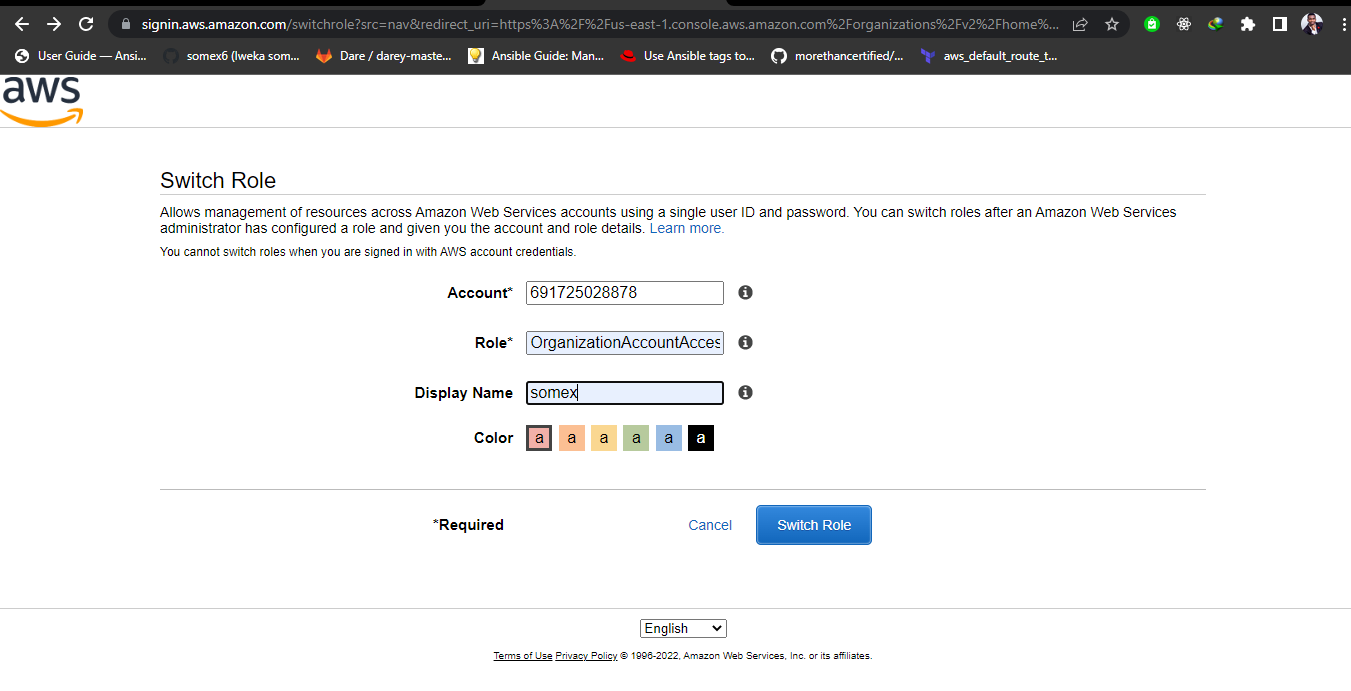 signin.aws.amazon.com/switchrole?src=nav&redirect_uri=https%3A%2F%2Fus-east-1.console.aws.amazon.com%2Forganizations%2Fv2%2Fhome%...
User Guide — Ansi... somex6 (Iweka som... Dare / darey-maste... Ansible Guide: Man... Use Ansible tags to... morethancertified/... aws_default_route_t...
aws
Switch Role
Allows management of resources across Amazon Web Services accounts using a single user ID and password. You can switch roles after an Amazon Web Services
administrator has configured a role and given you the account and role details. Learn more.
You cannot switch roles when you are signed in with AWS account credentials.
Account* 691725028878
Role* OrganizationAccountAcces
Display Name somex
Color a a a a a a
*Required Cancel Switch Role
English
Terms of Use Privacy Policy © 1996-2022, Amazon Web Services, Inc. or its affiliates.